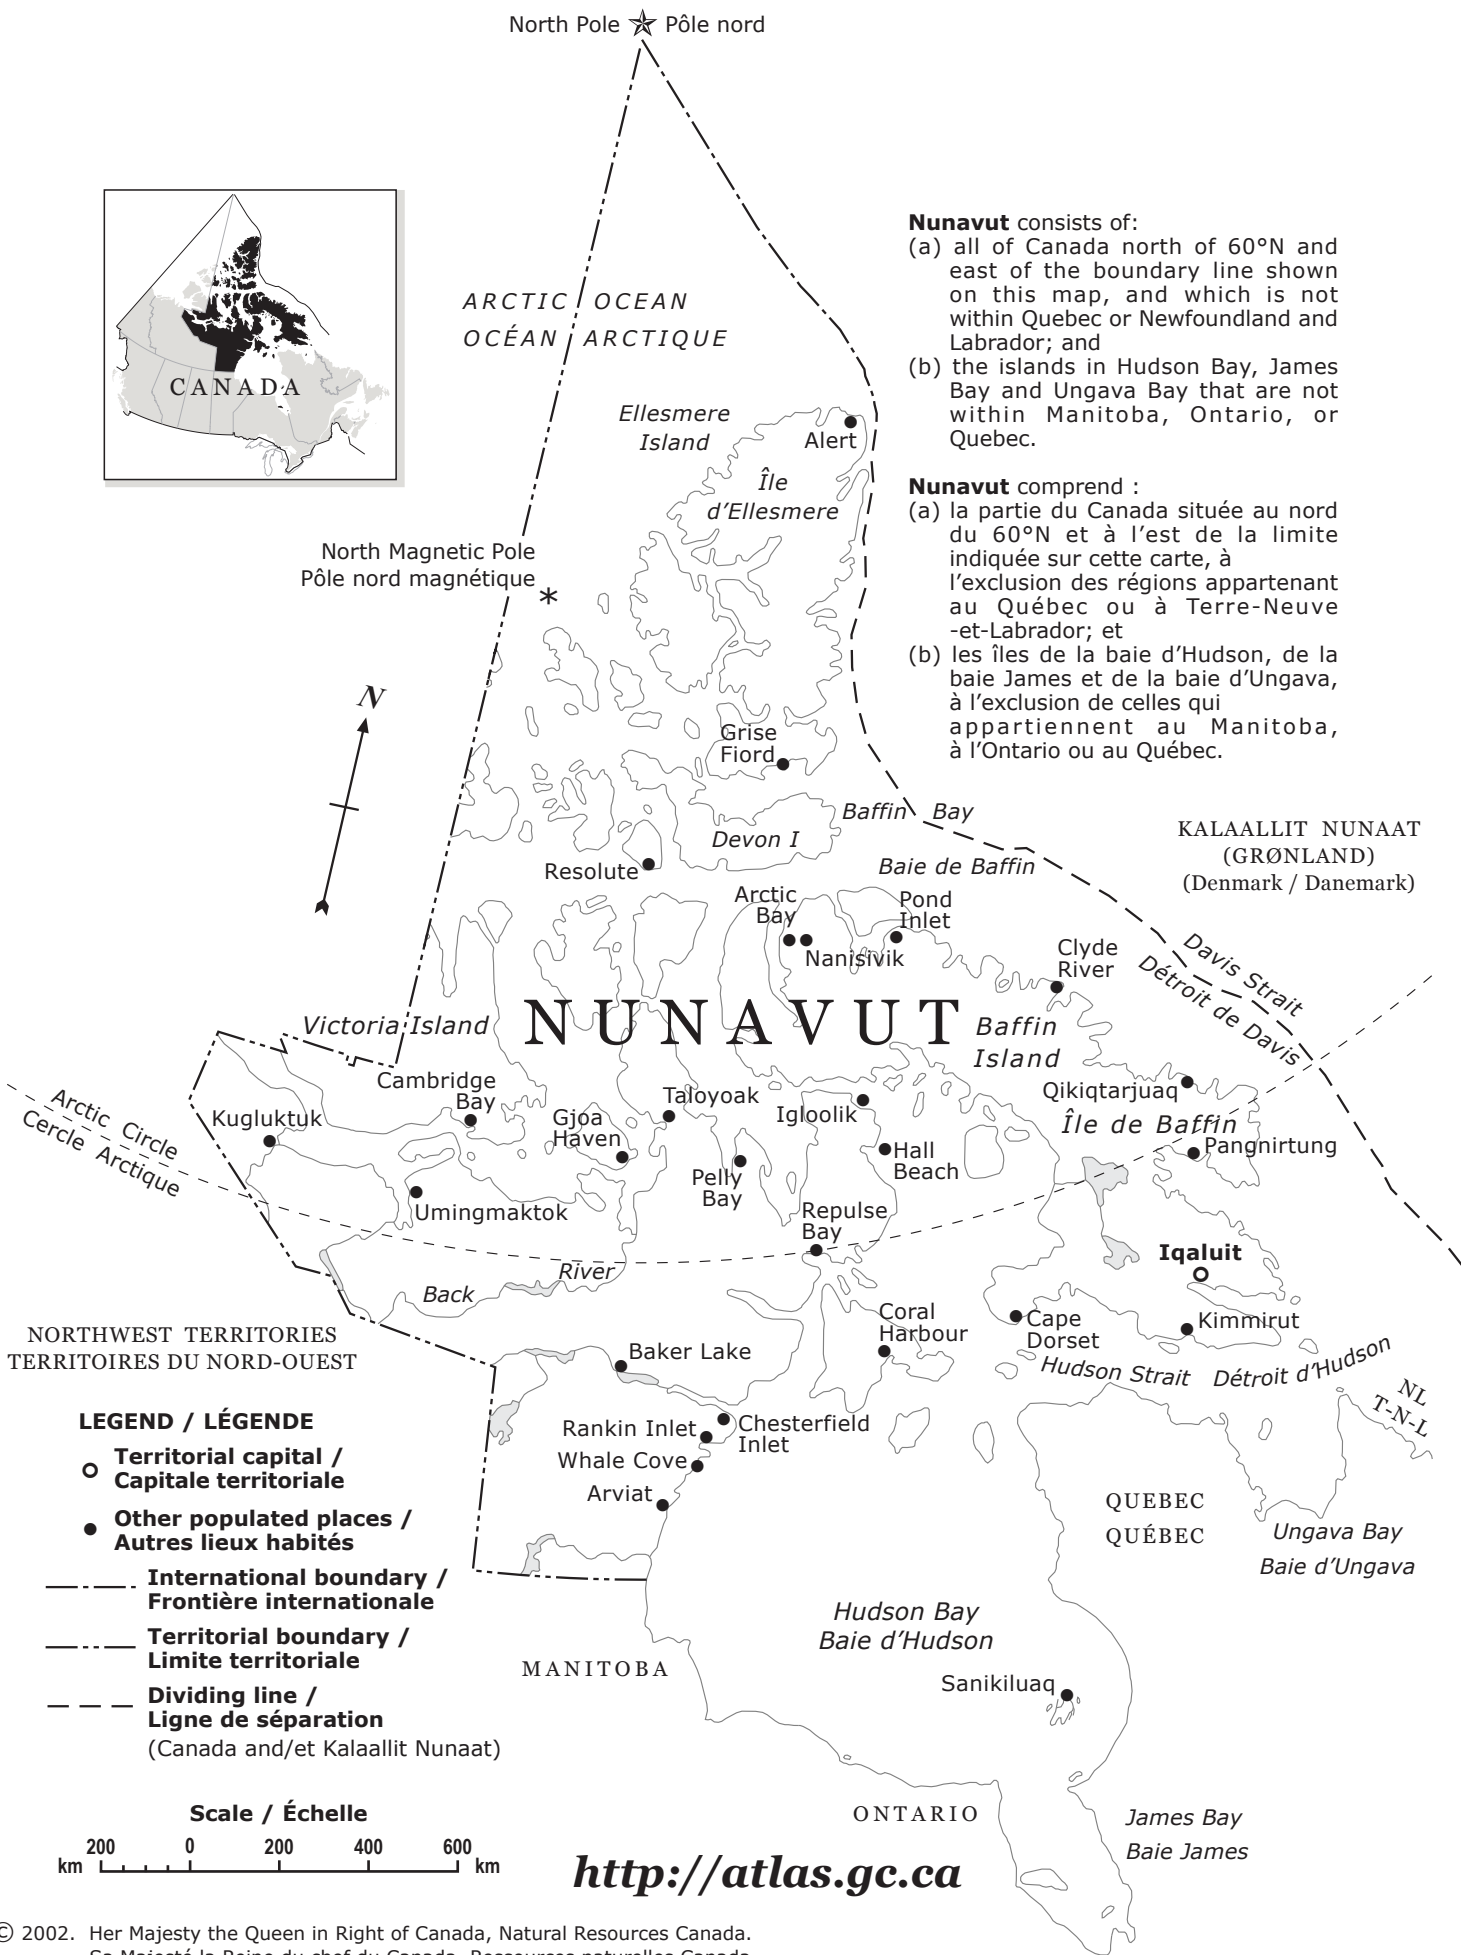 North Pole Pôle nord
CANADA
Nunavut consists of:
(a) all of Canada north of 60°N and
east of the boundary line shown
on this map, and which is not
within Quebec or Newfoundland and
Labrador; and
(b) the islands in Hudson Bay, James
Bay and Ungava Bay that are not
within Manitoba, Ontario, or
Quebec.
Nunavut comprend :
(a) la partie du Canada située au nord
du 60°N et à l'est de la limite
indiquée sur cette carte, à
l'exclusion des régions appartenant
au Québec ou à Terre-Neuve
-et-Labrador; et
(b) les îles de la baie d'Hudson, de la
baie James et de la baie d'Ungava,
à l'exclusion de celles qui
appartiennent au Manitoba,
à l'Ontario ou au Québec.
ARCTIC OCEAN
OCÉAN ARCTIQUE
Ellesmere
Island
Alert
Île
d'Ellesmere
North Magnetic Pole
Pôle nord magnétique
*
N
Grise
Fiord
Baffin Bay
Devon I
Baie de Baffin
KALAALLIT NUNAAT
(GRØNLAND)
(Denmark / Danemark)
Resolute
Arctic
Bay
Pond
Inlet
Nanisivik
Clyde
River
Davis Strait
Détroit de Davis
NUNAVUT
Victoria Island
Baffin
Island
Cambridge
Bay
Taloyoak
Qikiqtarjuaq
Igloolik
Île de Baffin
Arctic Circle
Cercle Arctique
Kugluktuk
Gjoa
Haven
Pangnirtung
Hall
Beach
Pelly
Bay
Umingmaktok
Repulse
Bay
Iqaluit
Back River
Coral
Harbour
Cape
Dorset
Kimmirut
NORTHWEST TERRITORIES
TERRITOIRES DU NORD-OUEST
Baker Lake
Hudson Strait Détroit d'Hudson
NL
T-N-L
Rankin Inlet
Chesterfield
Inlet
Whale Cove
Arviat
QUEBEC
QUÉBEC
Ungava Bay
Baie d'Ungava
LEGEND / LÉGENDE
Territorial capital /
Capitale territoriale
Other populated places /
Autres lieux habités
International boundary /
Frontière internationale
Territorial boundary /
Limite territoriale
Dividing line /
Ligne de séparation
(Canada and/et Kalaallit Nunaat)
Hudson Bay
Baie d'Hudson
MANITOBA
Sanikiluaq
ONTARIO
James Bay
Baie James
Scale / Échelle
200 0 200 400 600
km km
http://atlas.gc.ca
© 2002. Her Majesty the Queen in Right of Canada, Natural Resources Canada.
Sa Majesté la Reine du chef du Canada, Ressources naturelles Canada.